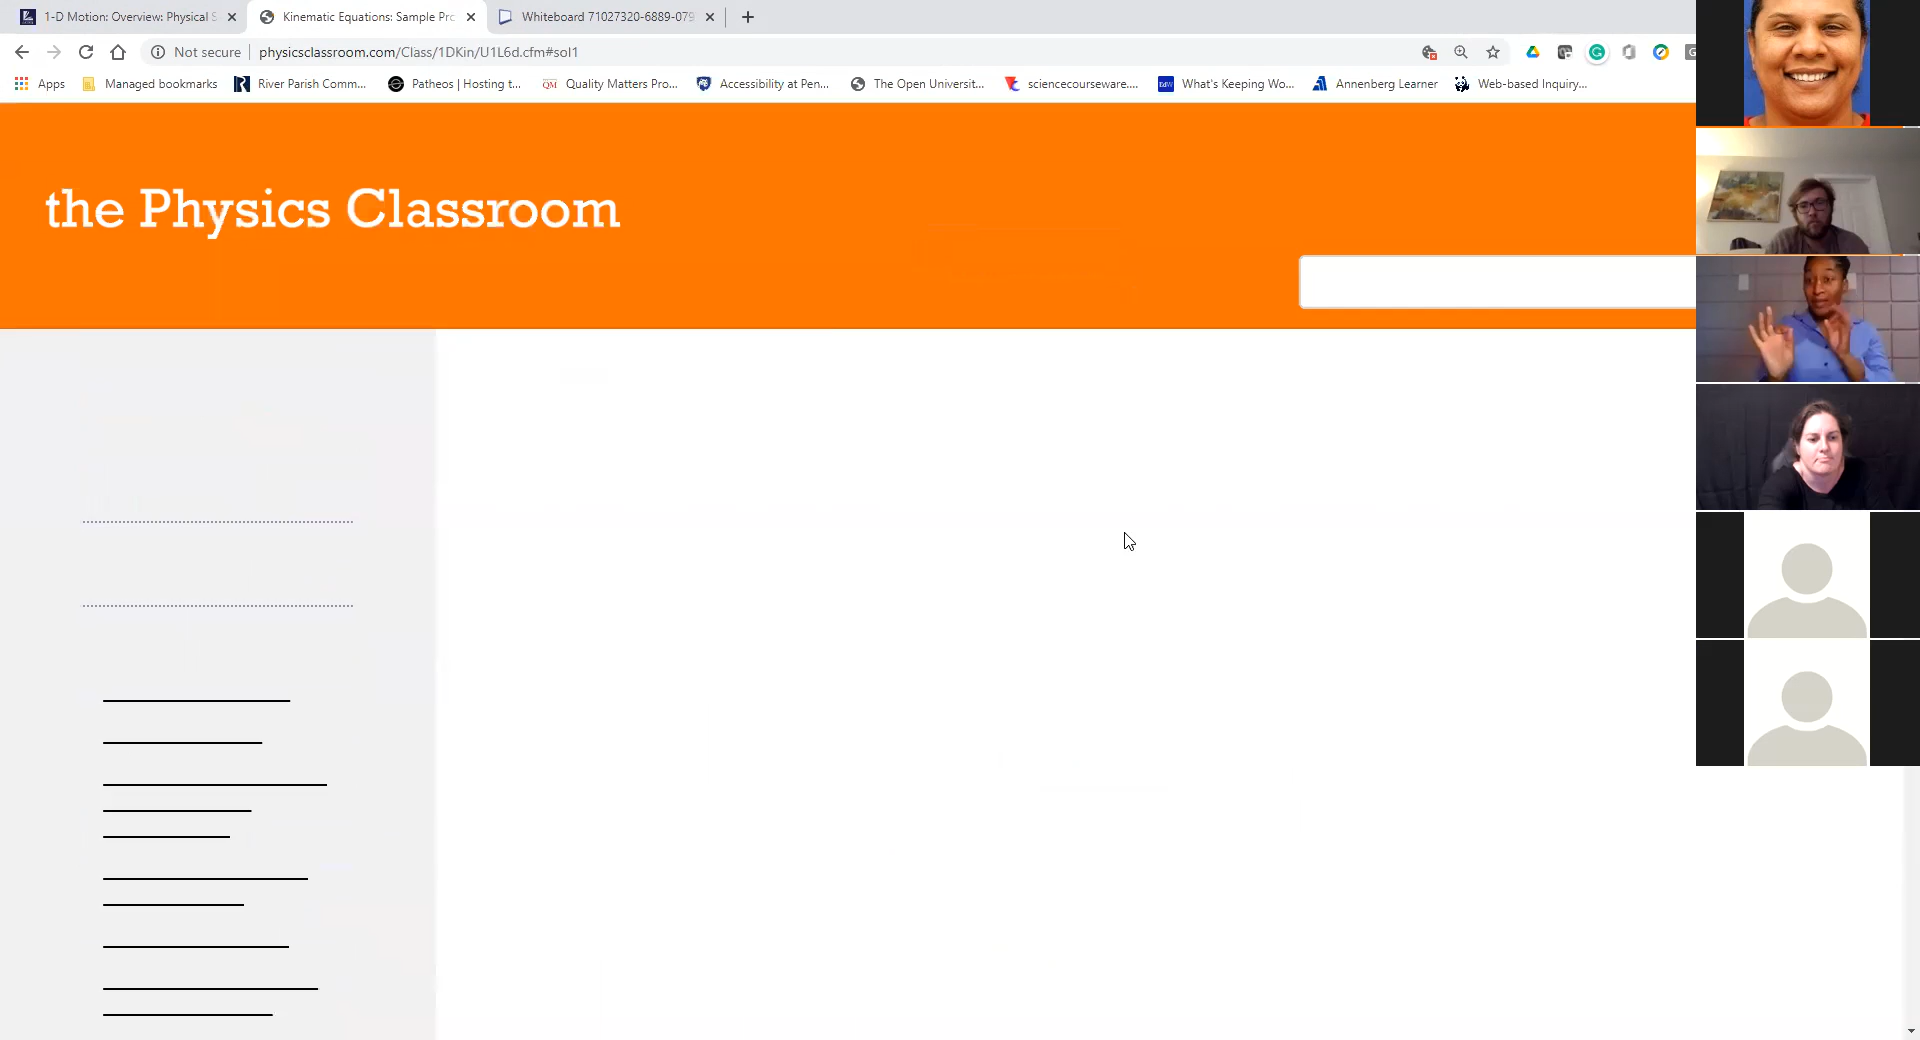 1-D Motion: Overview: Physical S
Kinematic Equations: Sample Pro
Whiteboard 71027320-6889-079
Not secure
physicsclassroom.com/Class/1DKin/U1L6d.cfm#sol1
Apps
Managed bookmarks
River Parish Comm...
Patheos | Hosting t...
QM
Quality Matters Pro...
Accessibility at Pen...
The Open Universit...
sciencecourseware....
EdW
What's Keeping Wo...
Annenberg Learner
Web-based Inquiry...
the Physics Classroom